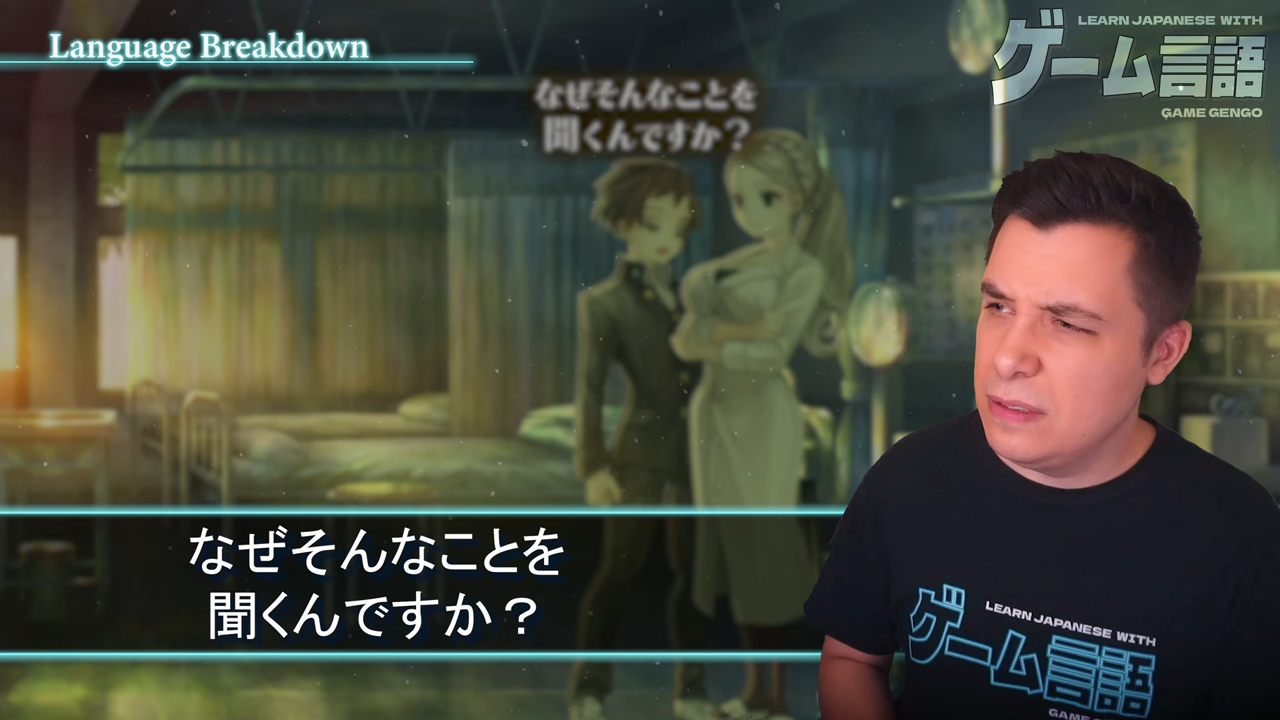 Language Breakdown
LEARN JAPANESE WITH
ゲーム言語
GAME GENGO
なぜそんなことを
聞くんですか？
なぜそんなことを
聞くんですか？
LEARN JAPANESE WITH
ゲーム言語
GAME